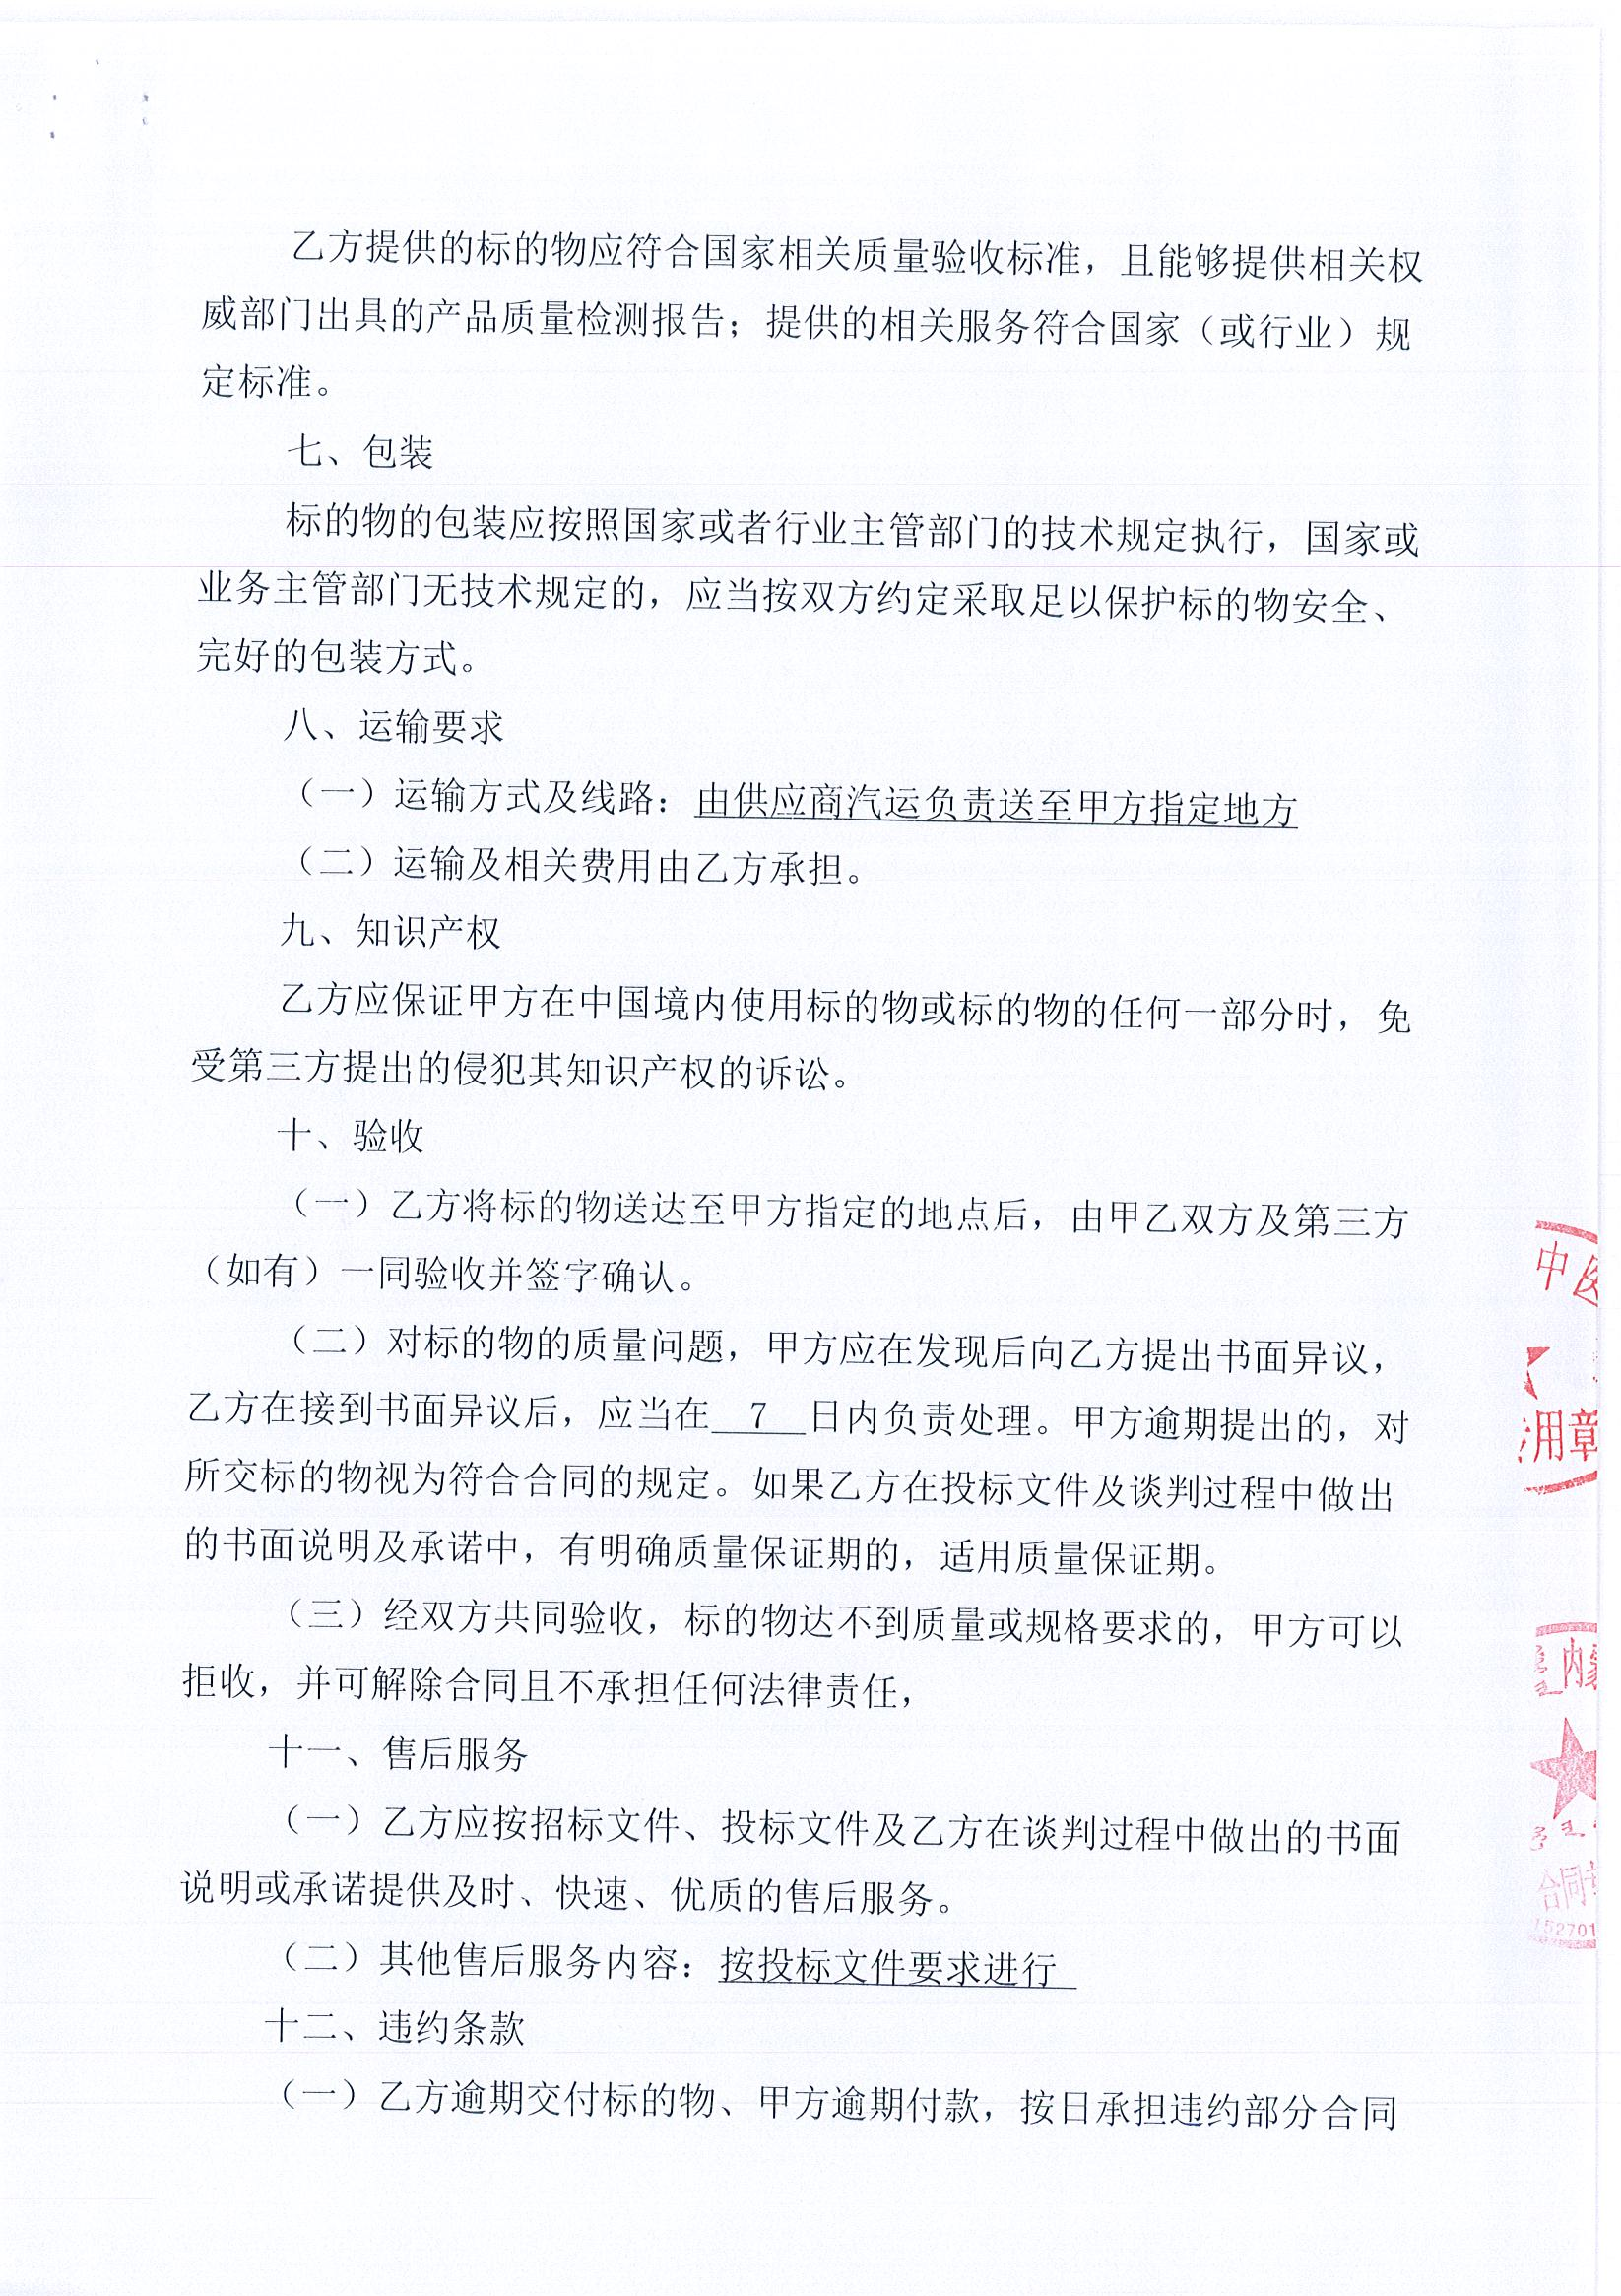 乙方提供的标的物应符合国家相关质量验收标准，且能够提供相关权
威部门出具的产品质量检测报告；提供的相关服务符合国家（或行业）规
定标准。
七、包装
标的物的包装应按照国家或者行业主管部门的技术规定执行，国家或
业务主管部门无技术规定的，应当按双方约定采取足以保护标的物安全、
完好的包装方式。
八、运输要求
（一）运输方式及线路：由供应商汽运负责送至甲方指定地方
（二）运输及相关费用由乙方承担。
九、知识产权
乙方应保证甲方在中国境内使用标的物或标的物的任何一部分时，免
受第三方提出的侵犯其知识产权的诉讼。
十、验收
（一）乙方将标的物送达至甲方指定的地点后，由甲乙双方及第三方
（如有）一同验收并签字确认。
中
（二）对标的物的质量问题，甲方应在发现后向乙方提出书面异议，
乙方在接到书面异议后，应当在 7 日内负责处理。甲方逾期提出的，对
用章
所交标的物视为符合合同的规定。如果乙方在投标文件及谈判过程中做出
的书面说明及承诺中，有明确质量保证期的，适用质量保证期。
（三）经双方共同验收，标的物达不到质量或规格要求的，甲方可以
内蒙
拒收，并可解除合同且不承担任何法律责任，
十一、售后服务
（一）乙方应按招标文件、投标文件及乙方在谈判过程中做出的书面
说明或承诺提供及时、快速、优质的售后服务。
合同
152701
（二）其他售后服务内容：按投标文件要求进行
十二、违约条款
（一）乙方逾期交付标的物、甲方逾期付款，按日承担违约部分合同